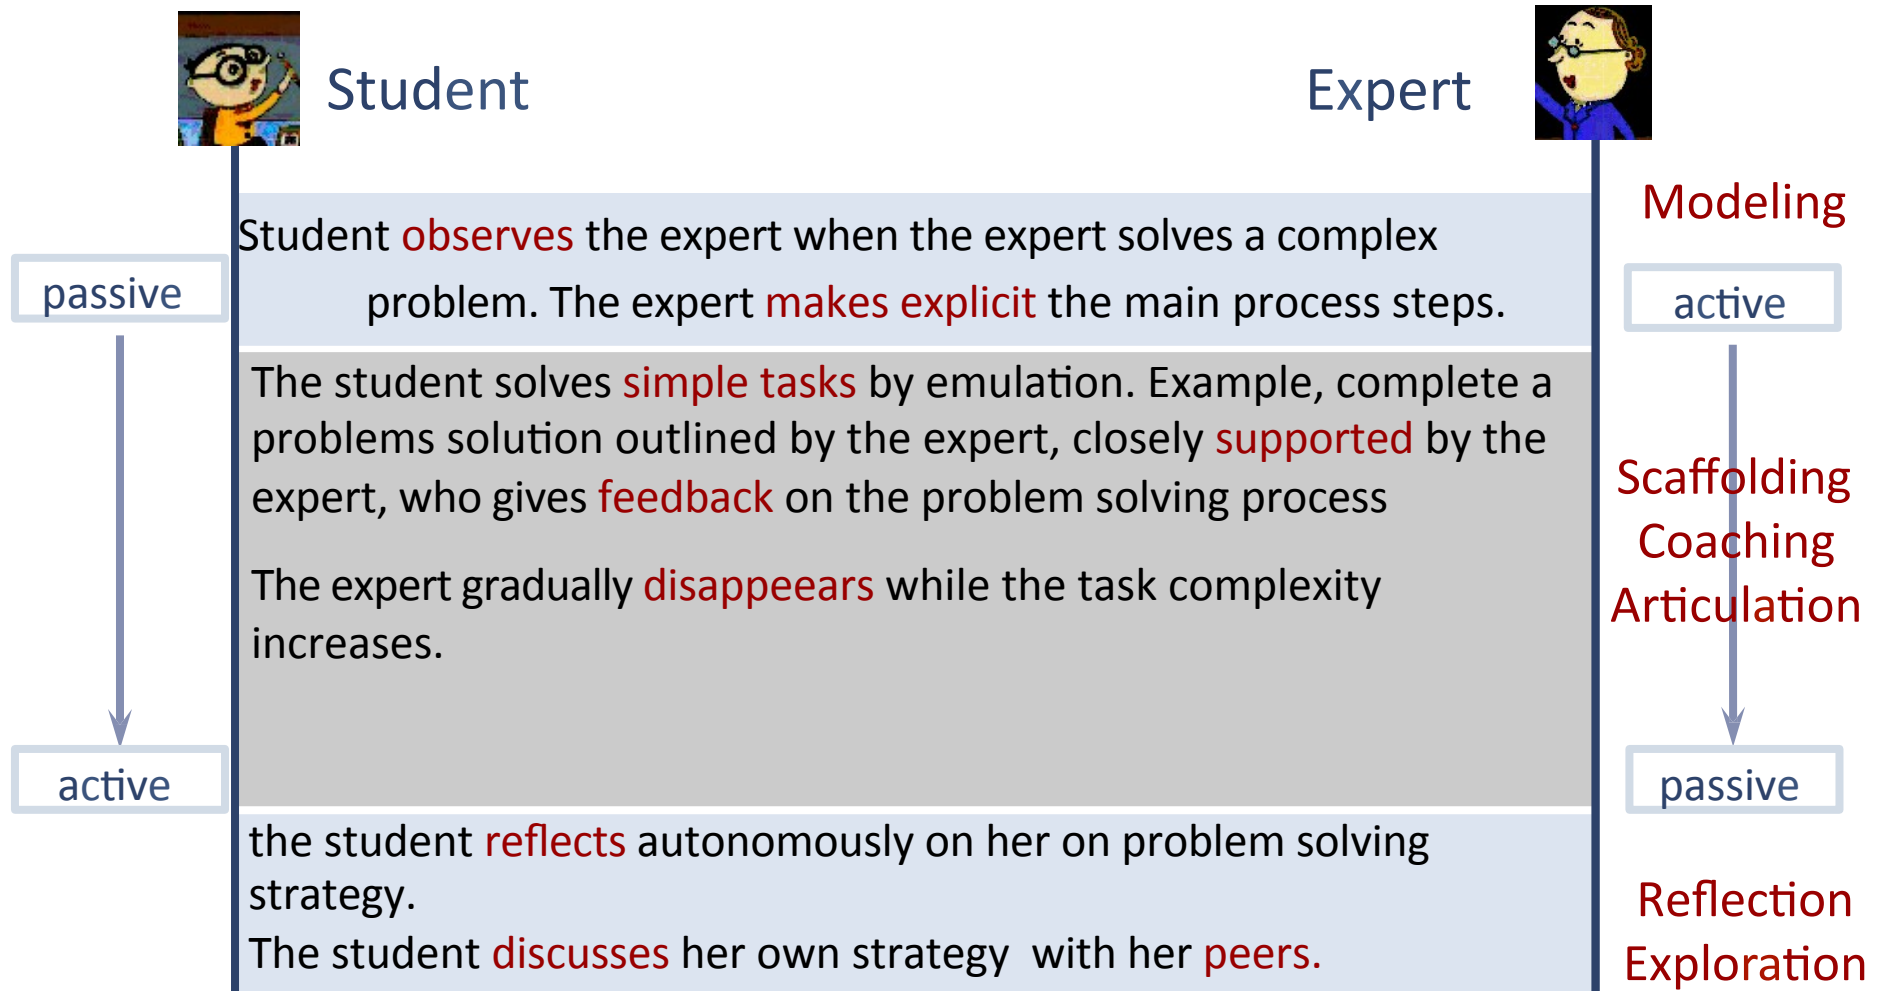 Student
Expert
Modeling
Student observes the expert when the expert solves a complex
problem. The expert makes explicit the main process steps.
passive
active
The student solves simple tasks by emulation. Example, complete a
problems solution outlined by the expert, closely supported by the
expert, who gives feedback on the problem solving process
Scaffolding
Coaching
Articulation
The expert gradually disappeears while the task complexity
increases.
active
passive
the student reflects autonomously on her on problem solving
strategy.
The student discusses her own strategy with her peers.
Reflection
Exploration